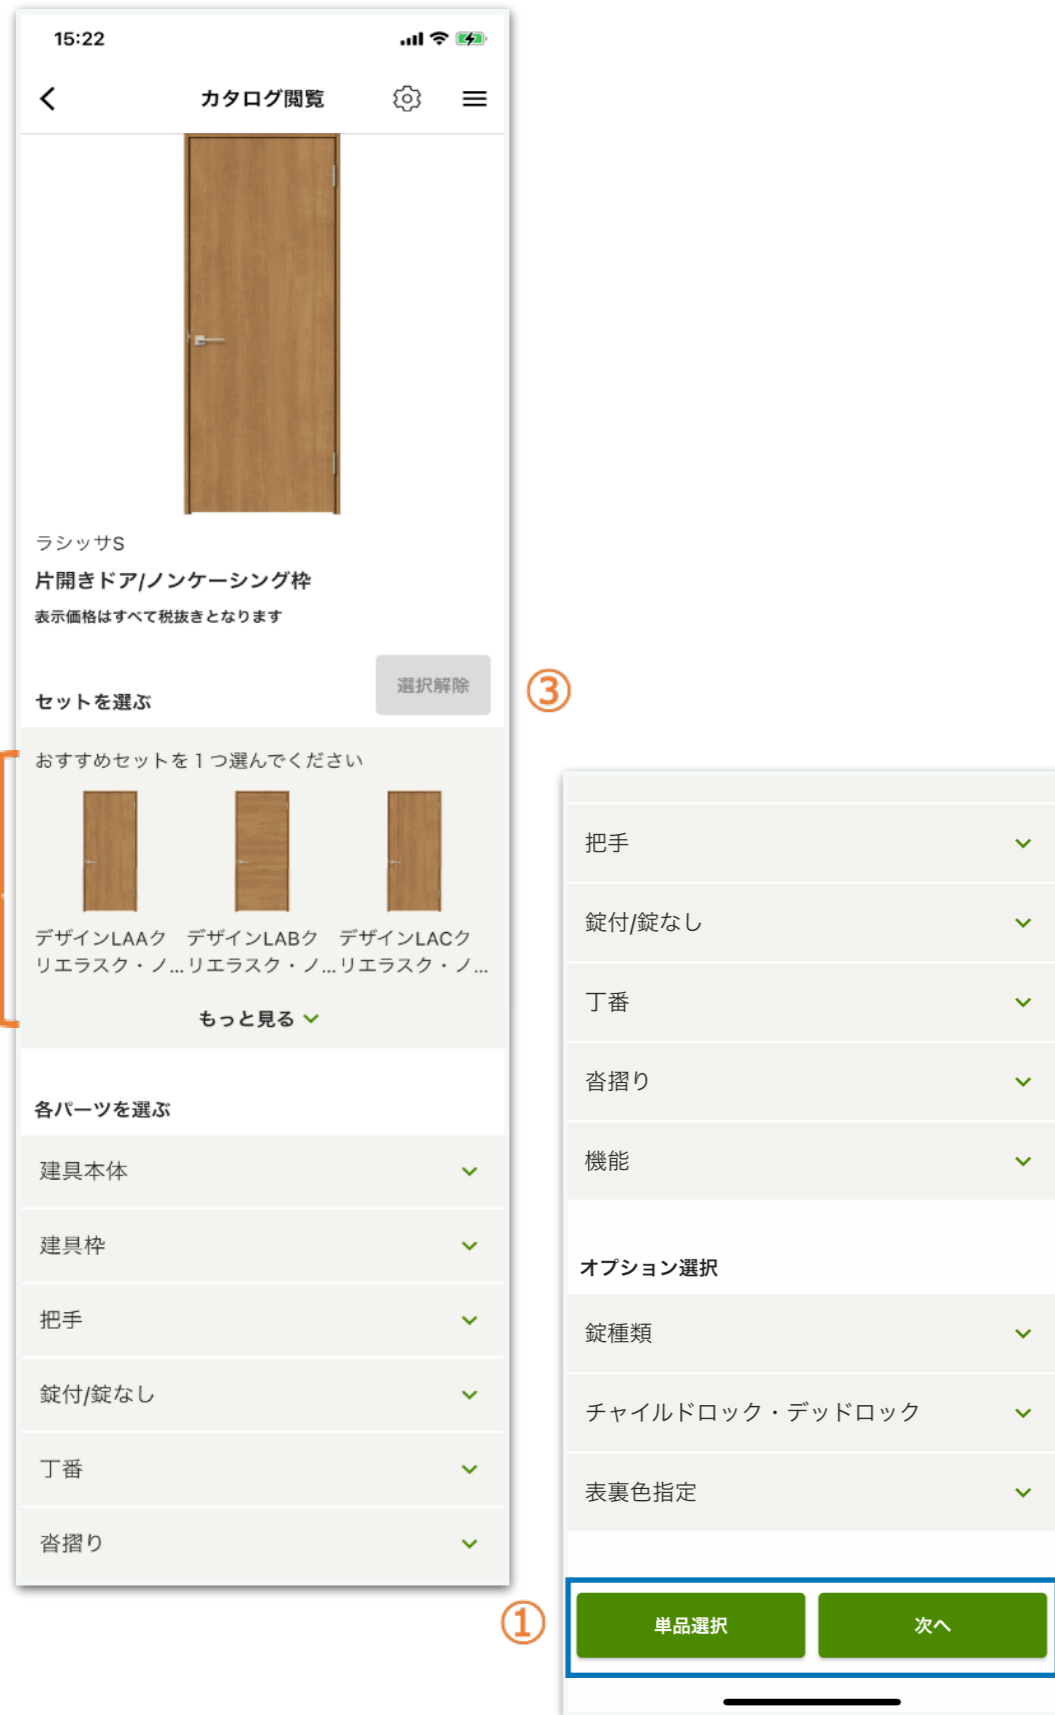 15:22
カタログ閲覧
ラシッサS
片開きドア/ノンケーシング枠
表示価格はすべて税抜きとなります
セットを選ぶ
選択解除
③
おすすめセットを1つ選んでください
デザインLAAク
リエラスク・ノ...
デザインLABク
リエラスク・ノ...
デザインLACク
リエラスク・ノ...
もっと見る
各パーツを選ぶ
建具本体
建具枠
把手
錠付/錠なし
丁番
沓摺り
把手
錠付/錠なし
丁番
沓摺り
機能
オプション選択
錠種類
チャイルドロック・デッドロック
表裏色指定
①
単品選択
次へ